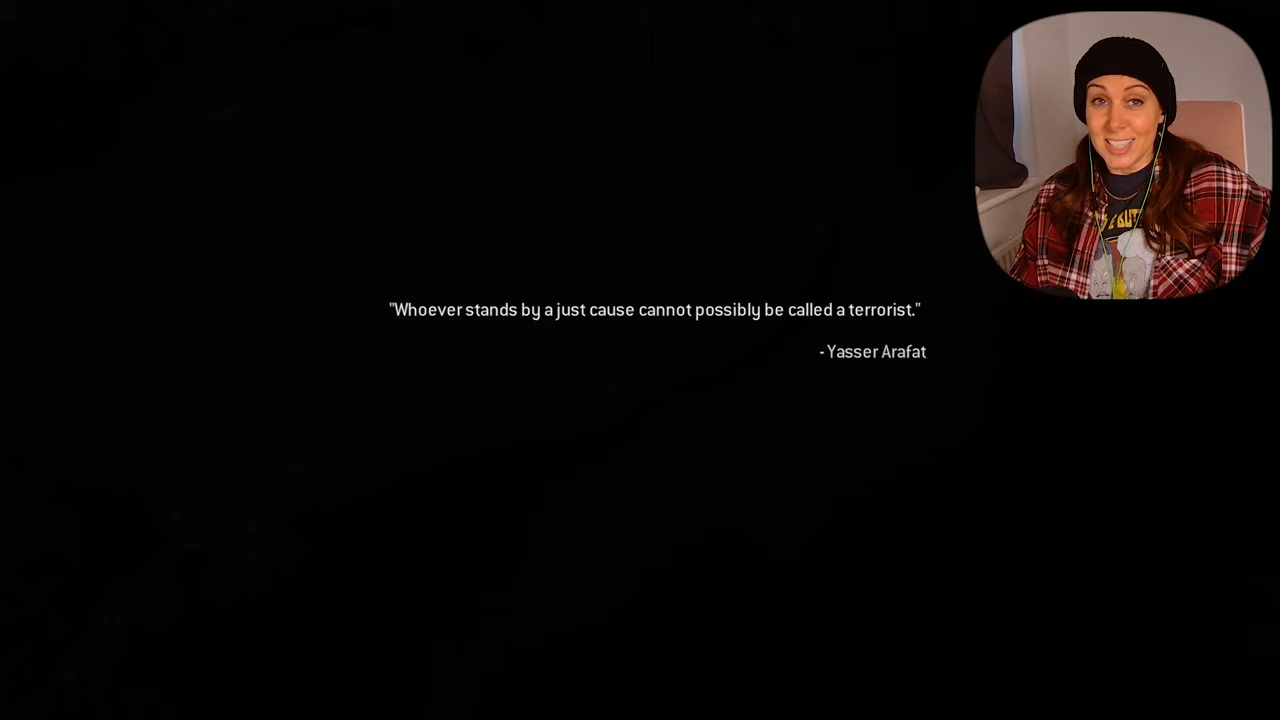 "Whoever stands by a just cause cannot possibly be called a terrorist."
- Yasser Arafat